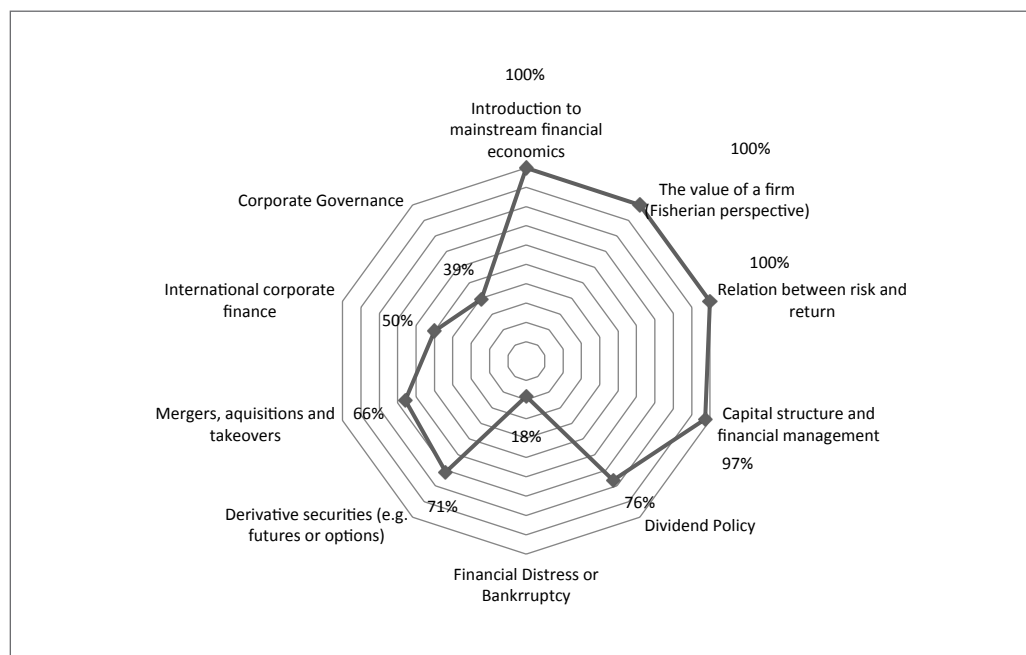 100%
Introduction to
mainstream financial
economics
100%
The value of a firm
(Fisherian perspective)
100%
Relation between risk and
return
Capital structure and
financial management
97%
76%
Dividend Policy
18%
Financial Distress or
Bankrruptcy
71%
Derivative securities (e.g.
futures or options)
66%
Mergers, aquisitions and
takeovers
50%
International corporate
finance
39%
Corporate Governance